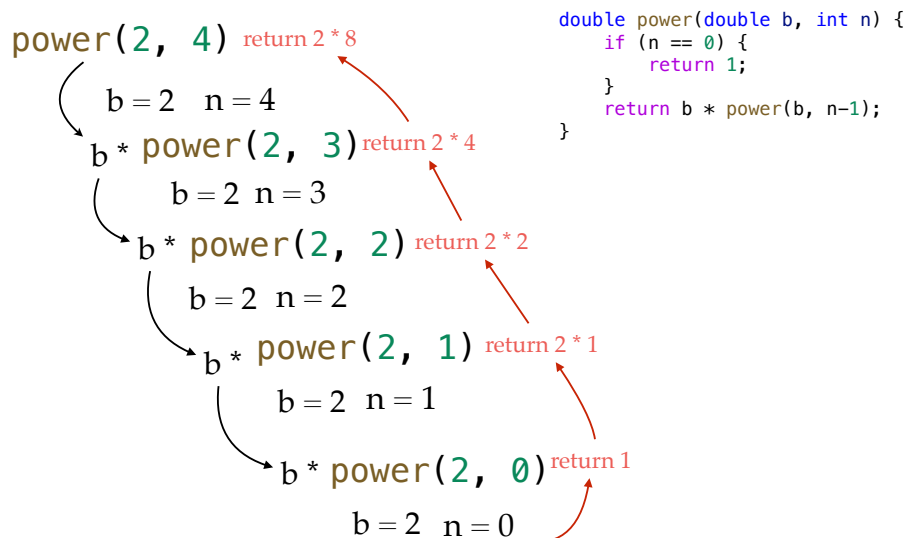 power(2, 4) return 2 * 8
b = 2 n = 4
b * power(2, 3) return 2 * 4
b = 2 n = 3
b * power(2, 2) return 2 * 2
b = 2 n = 2
b * power(2, 1) return 2 * 1
b = 2 n = 1
b * power(2, 0) return 1
b = 2 n = 0
double power(double b, int n) {
    if (n == 0) {
        return 1;
    }
    return b * power(b, n-1);
}